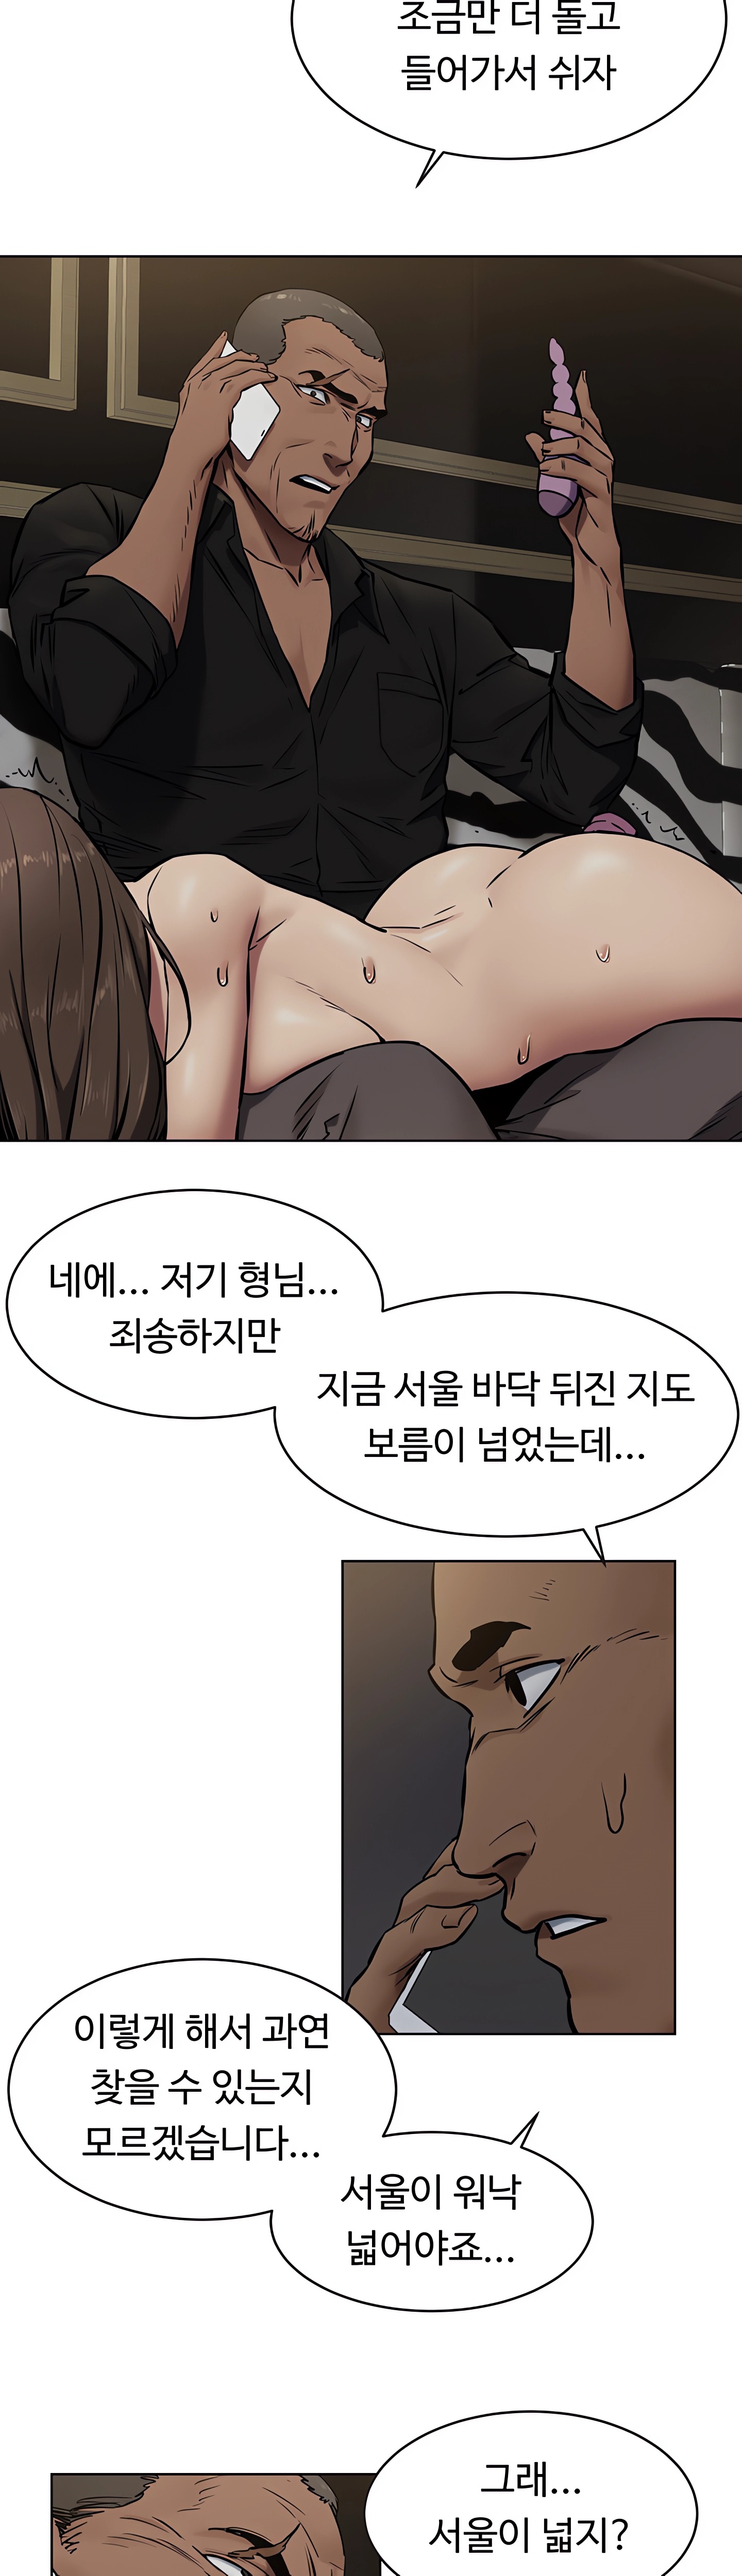 조금만 더 돌고
들어가서 쉬자
네에... 저기 형님...
죄송하지만
지금 서울 바닥 뒤진 지도
보름이 넘었는데...
이렇게 해서 과연
찾을 수 있는지
모르겠습니다...
서울이 워낙
넓어야죠...
그래...
서울이 넓지?